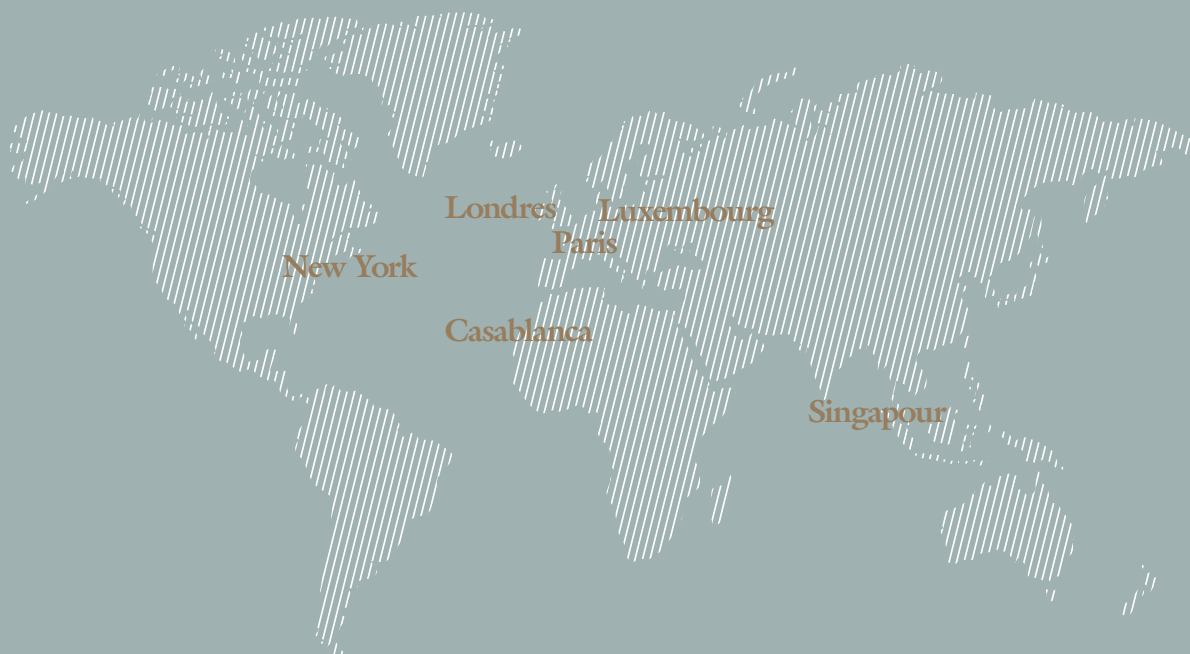 Londres
Luxembourg
Paris
New York
Casablanca
Singapour